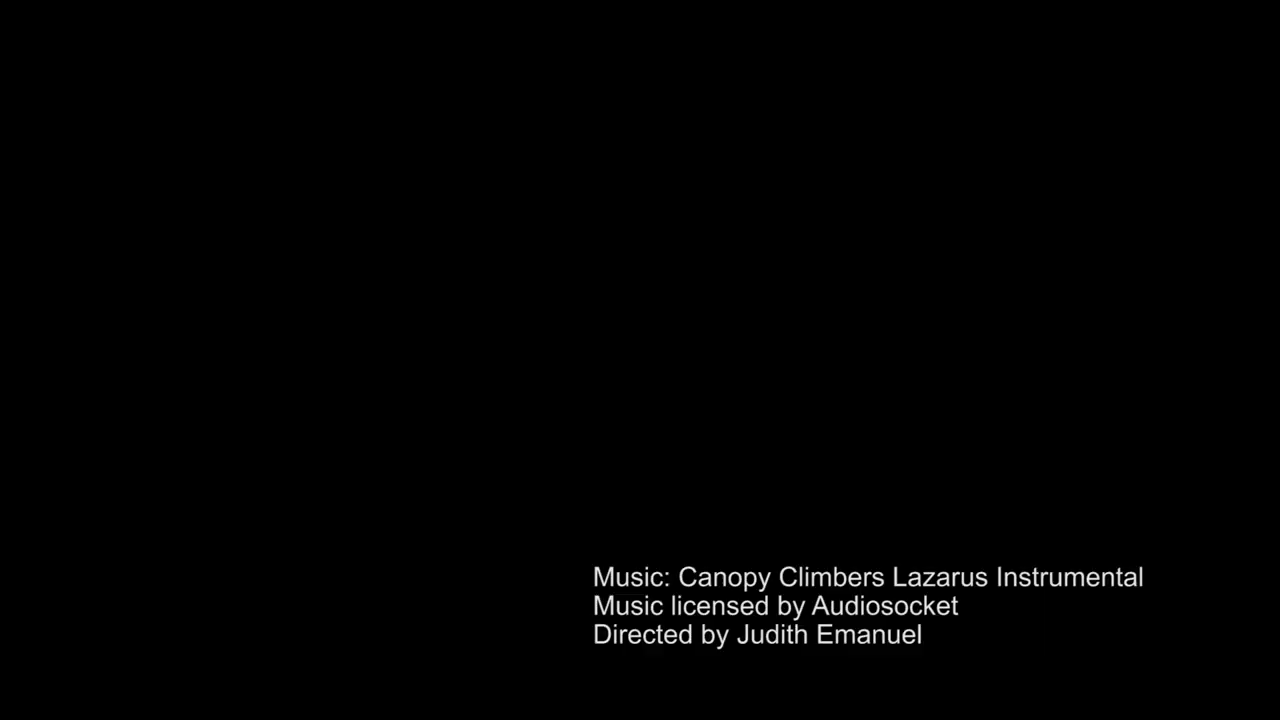 Music: Canopy Climbers Lazarus Instrumental
Music licensed by Audiosocket
Directed by Judith Emanuel